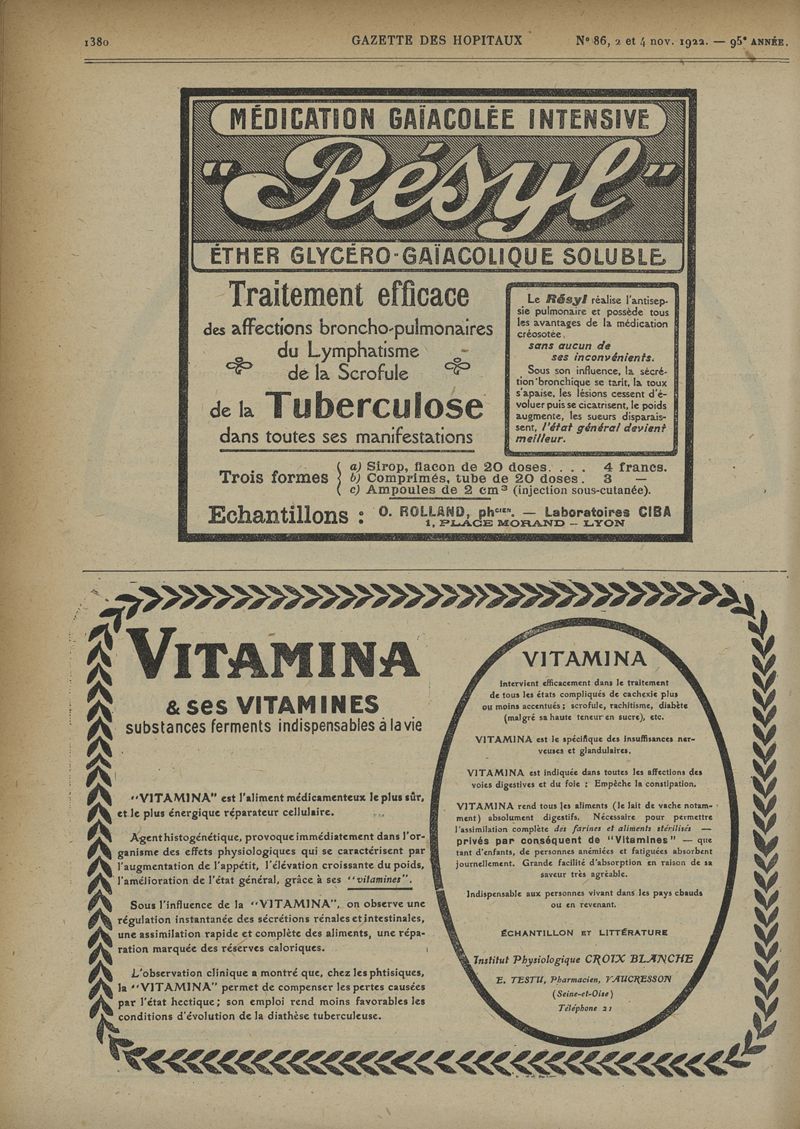 1380 GAZETTE DES HOPITAUX Nº 86, 2 et 4 nov. 1922. — 95e ANNÉE.
MÉDICATION GAÏACOLÉE INTENSIVE
"Résyl"
ÉTHER GLYCÉRO-GAÏACOLIQUE SOLUBLE
Traitement efficace
des affections broncho-pulmonaires
du Lymphatisme
de la Scrofule
de la Tuberculose
dans toutes ses manifestations
Le Résyl réalise l'antisep-
sie pulmonaire et possède tous
les avantages de la médication
créosotée,
sans aucun de
ses inconvénients.
Sous son influence, la sécré-
tion bronchique se tarit, la toux
s'apaise, les lésions cessent d'é-
voluer puis se cicatrisent, le poids
augmente, les sueurs disparais-
sent, l'état général devient
meilleur.
Trois formes
a) Sirop, flacon de 20 doses. . . . 4 francs.
b) Comprimés, tube de 20 doses. 3 —
c) Ampoules de 2 cm3 (injection sous-cutanée).
Echantillons : O. ROLLAND, phcien. — Laboratoires CIBA
1, PLACE MORAND — LYON
VITAMINA
& ses VITAMINES
substances ferments indispensables à la vie
"VITAMINA" est l'aliment médicamenteux le plus sûr,
et le plus énergique réparateur cellulaire.
Agent histogénétique, provoque immédiatement dans l'or-
ganisme des effets physiologiques qui se caractérisent par
l'augmentation de l'appétit, l'élévation croissante du poids,
l'amélioration de l'état général, grâce à ses "vitamines".
Sous l'influence de la "VITAMINA", on observe une
régulation instantanée des sécrétions rénales et intestinales,
une assimilation rapide et complète des aliments, une répa-
ration marquée des réserves caloriques.
L'observation clinique a montré que, chez les phtisiques,
la "VITAMINA" permet de compenser les pertes causées
par l'état hectique; son emploi rend moins favorables les
conditions d'évolution de la diathèse tuberculeuse.
VITAMINA
Intervient efficacement dans le traitement
de tous les états compliqués de cachexie plus
ou moins accentués; scrofule, rachitisme, diabète
(malgré sa haute teneur en sucre), etc.
VITAMINA est le spécifique des insuffisances ner-
veuses et glandulaires.
VITAMINA est indiquée dans toutes les affections des
voies digestives et du foie : Empêche la constipation.
VITAMINA rend tous les aliments (le lait de vache notam-
ment) absolument digestifs. Nécessaire pour permettre
l'assimilation complète des farines et aliments stérilisés —
privés par conséquent de "Vitamines" — que
tant d'enfants, de personnes anémiées et fatiguées absorbent
journellement. Grande facilité d'absorption en raison de sa
saveur très agréable.
Indispensable aux personnes vivant dans les pays chauds
ou en revenant.
ÉCHANTILLON ET LITTÉRATURE
Institut Physiologique CROIX BLANCHE
E. TESTU, Pharmacien, VAUCRESSON
(Seine-et-Oise)
Téléphone 21